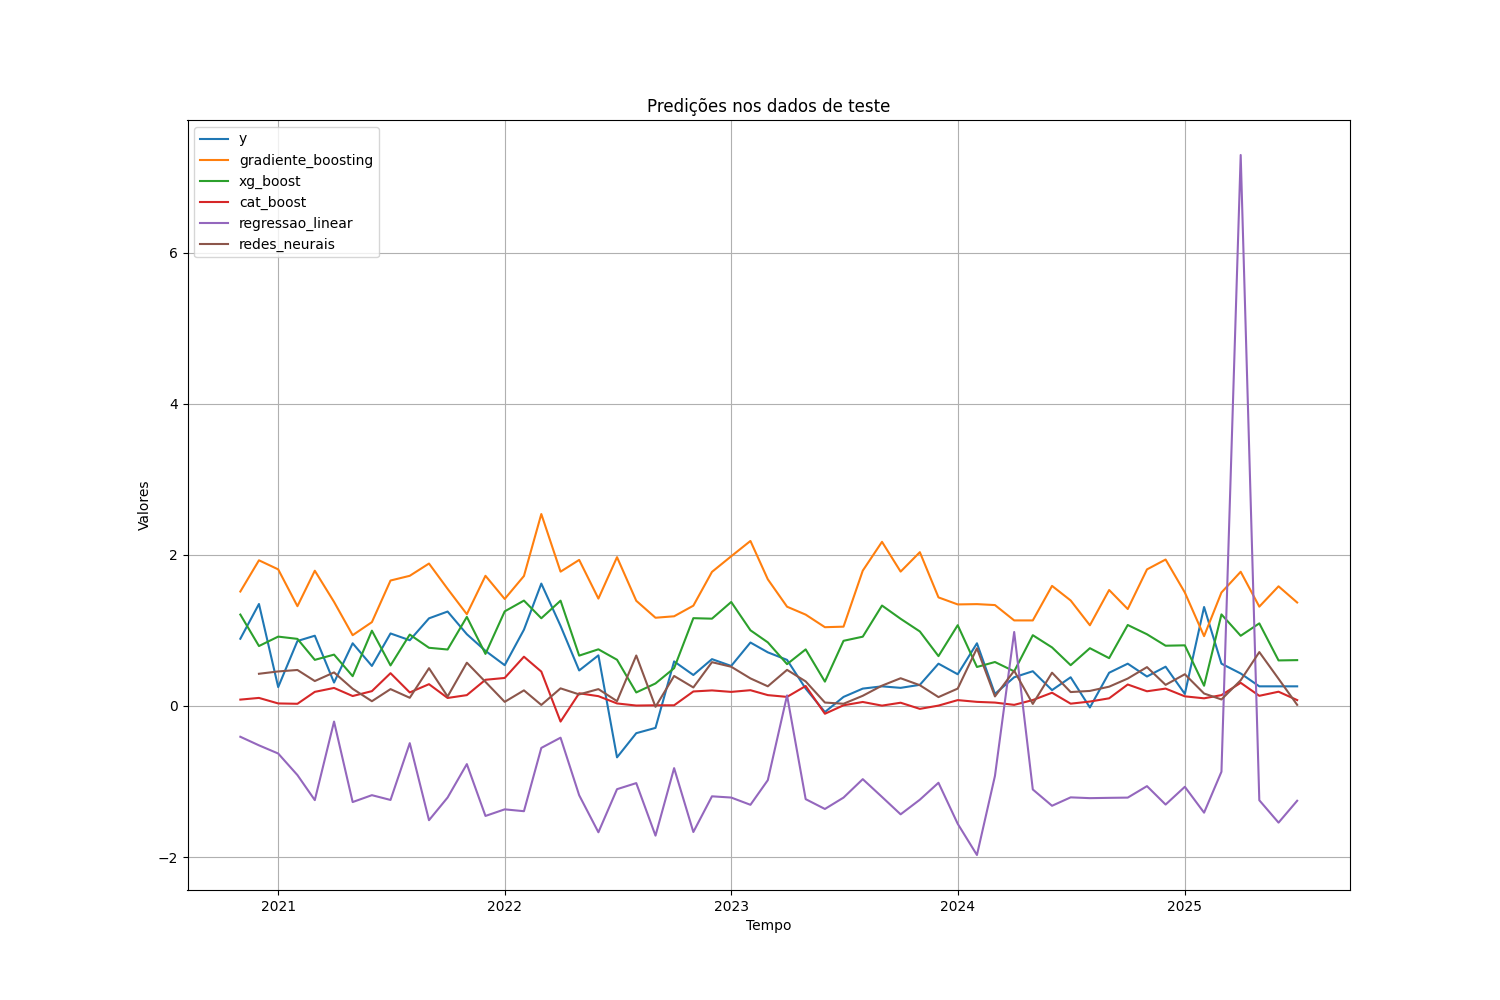 Predições nos dados de teste
y
gradiente_boosting
xg_boost
cat_boost
regressao_linear
redes_neurais
Valores
6
4
2
0
−2
2021
2022
2023
2024
2025
Tempo